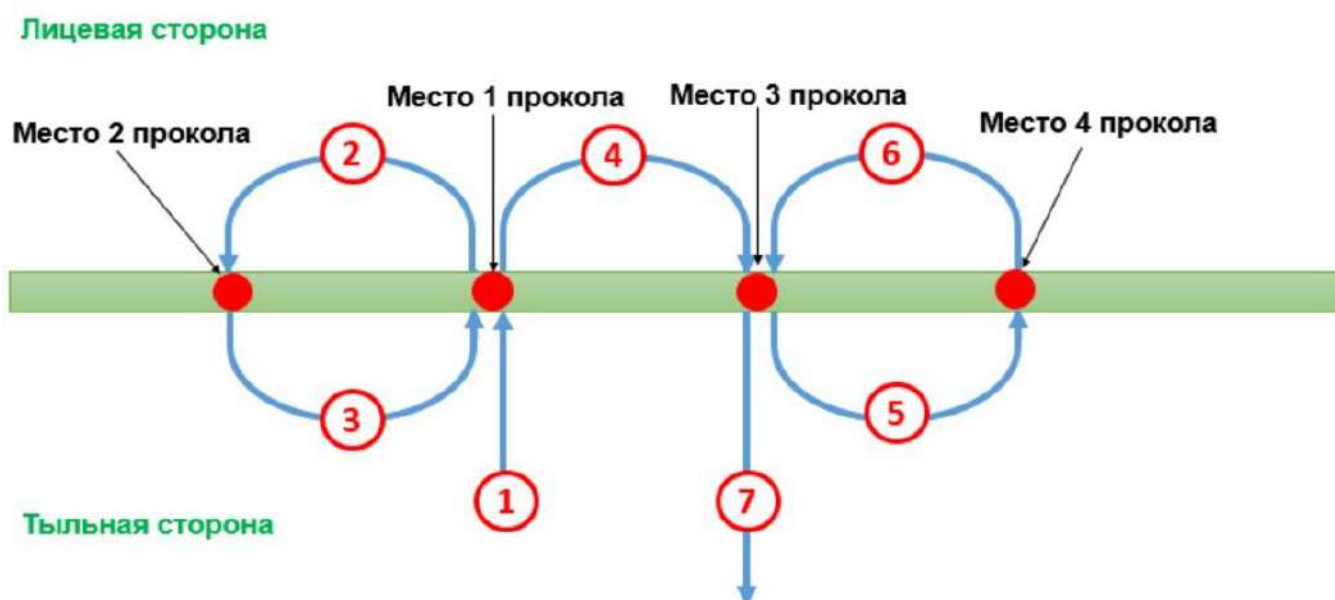 Лицевая сторона
Место 1 прокола
Место 3 прокола
Место 2 прокола
Место 4 прокола
2
4
6
3
5
1
7
Тыльная сторона